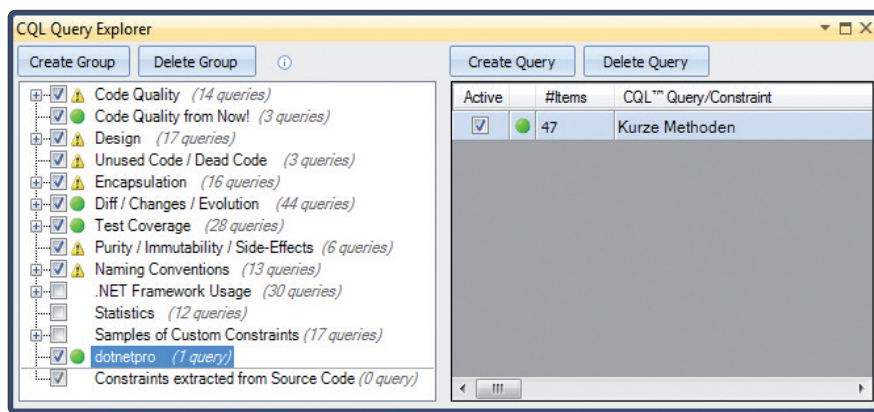 CQL Query Explorer
Create Group Delete Group
Code Quality (14 queries)
Code Quality from Now! (3 queries)
Design (17 queries)
Unused Code / Dead Code (3 queries)
Encapsulation (16 queries)
Diff / Changes / Evolution (44 queries)
Test Coverage (28 queries)
Purity / Immutability / Side-Effects (6 queries)
Naming Conventions (13 queries)
.NET Framework Usage (30 queries)
Statistics (12 queries)
Samples of Custom Constraints (17 queries)
dotnetpro (1 query)
Constraints extracted from Source Code (0 query)
Create Query Delete Query
Active #Items CQL™ Query/Constraint
47 Kurze Methoden